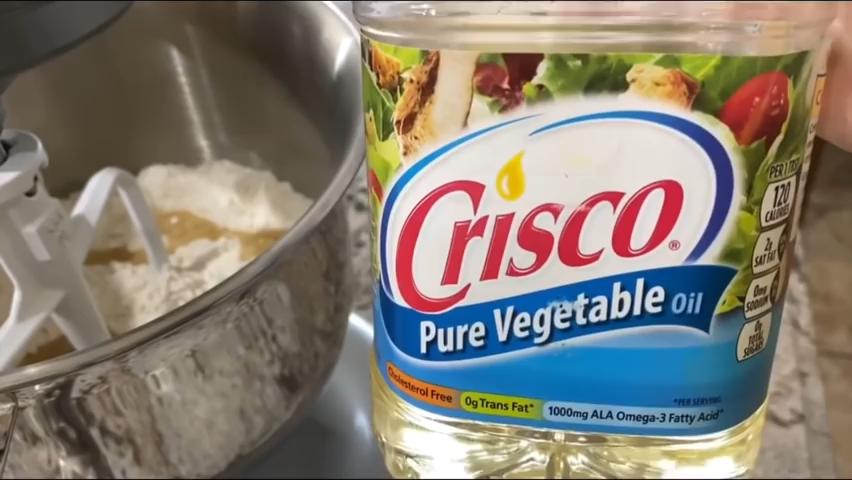 Crisco®
Pure Vegetable Oil
PER 1 TBSP
120
CALORIES
2g
SAT FAT
0mg
SODIUM
0g
TOTAL
SUGARS
Cholesterol Free
0g Trans Fat*
*PER SERVING
1000mg ALA Omega-3 Fatty Acid*